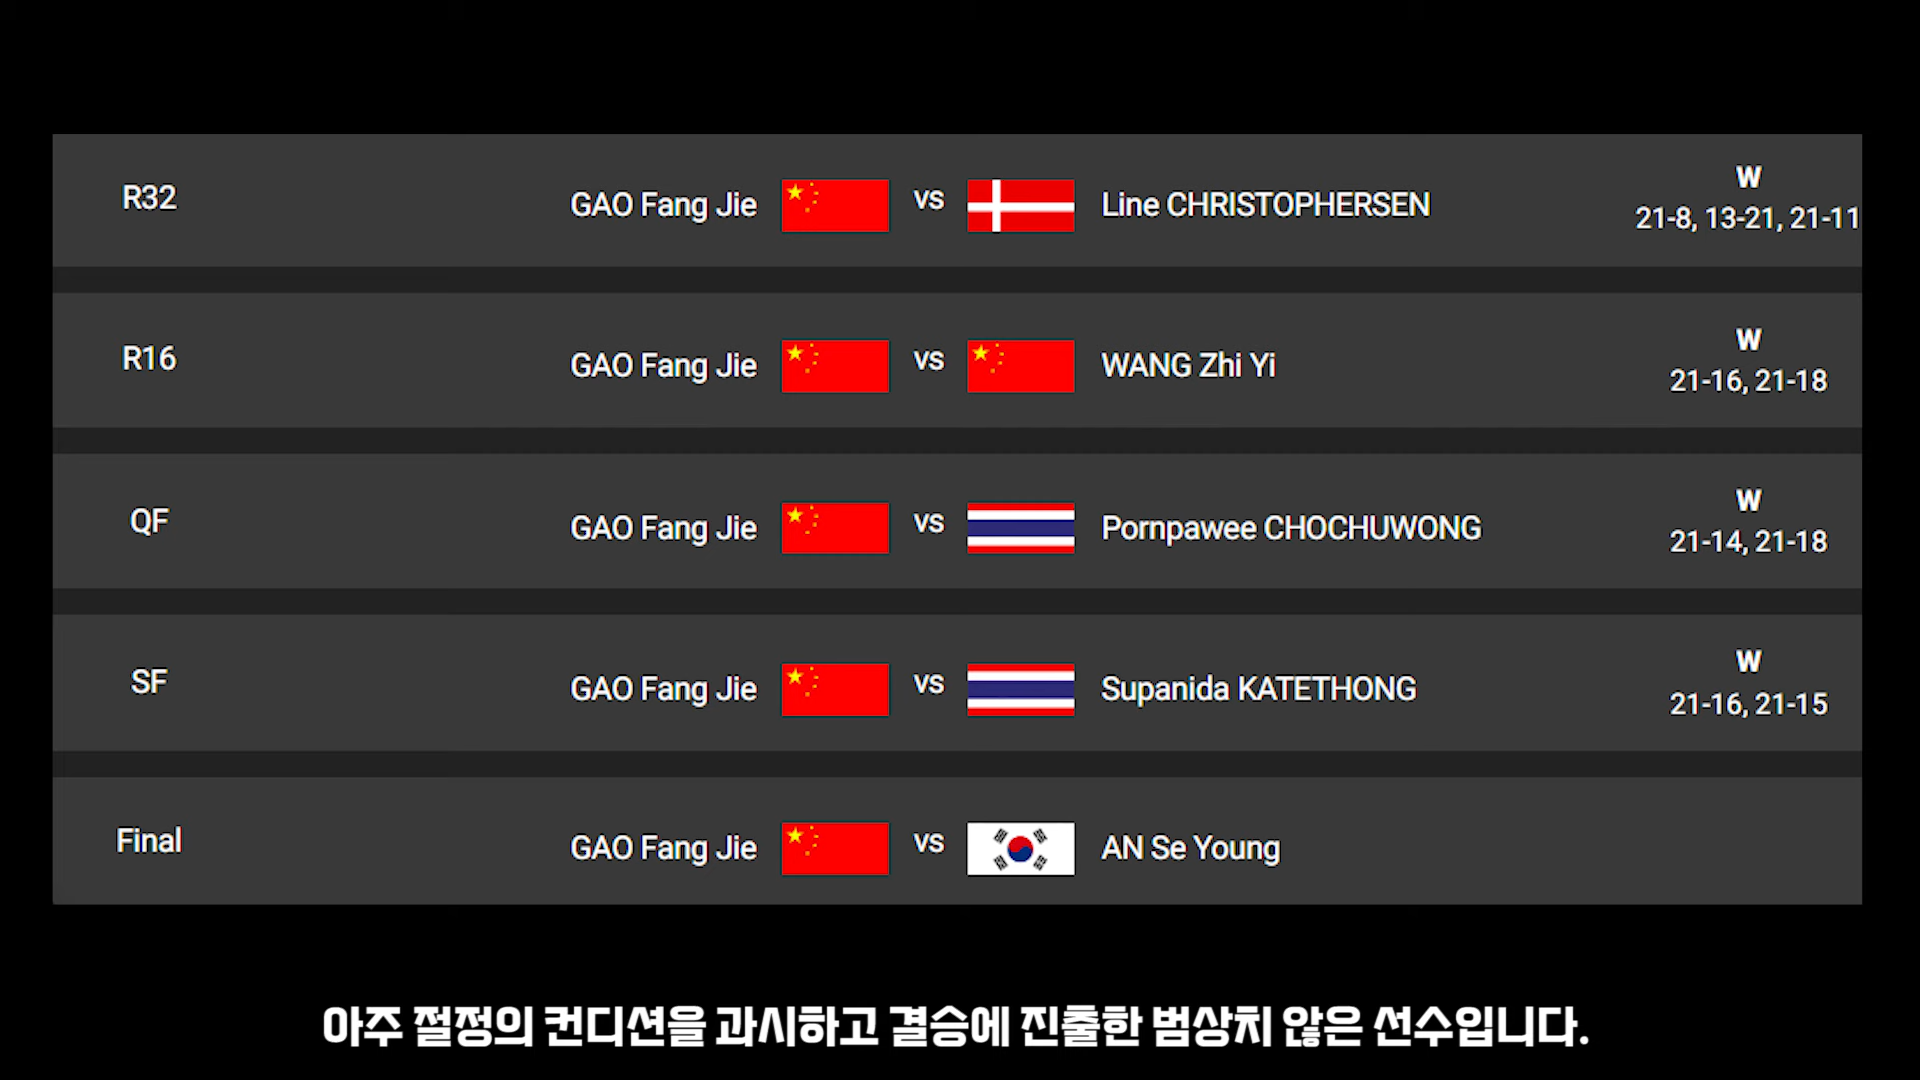 R32 GAO Fang Jie vs Line CHRISTOPHERSEN W
21-8, 13-21, 21-11
R16 GAO Fang Jie vs WANG Zhi Yi W
21-16, 21-18
QF GAO Fang Jie vs Pornpawee CHOCHUWONG W
21-14, 21-18
SF GAO Fang Jie vs Supanida KATETHONG W
21-16, 21-15
Final GAO Fang Jie vs AN Se Young
아주 절정의 컨디션을 과시하고 결승에 진출한 범상치 않은 선수입니다.